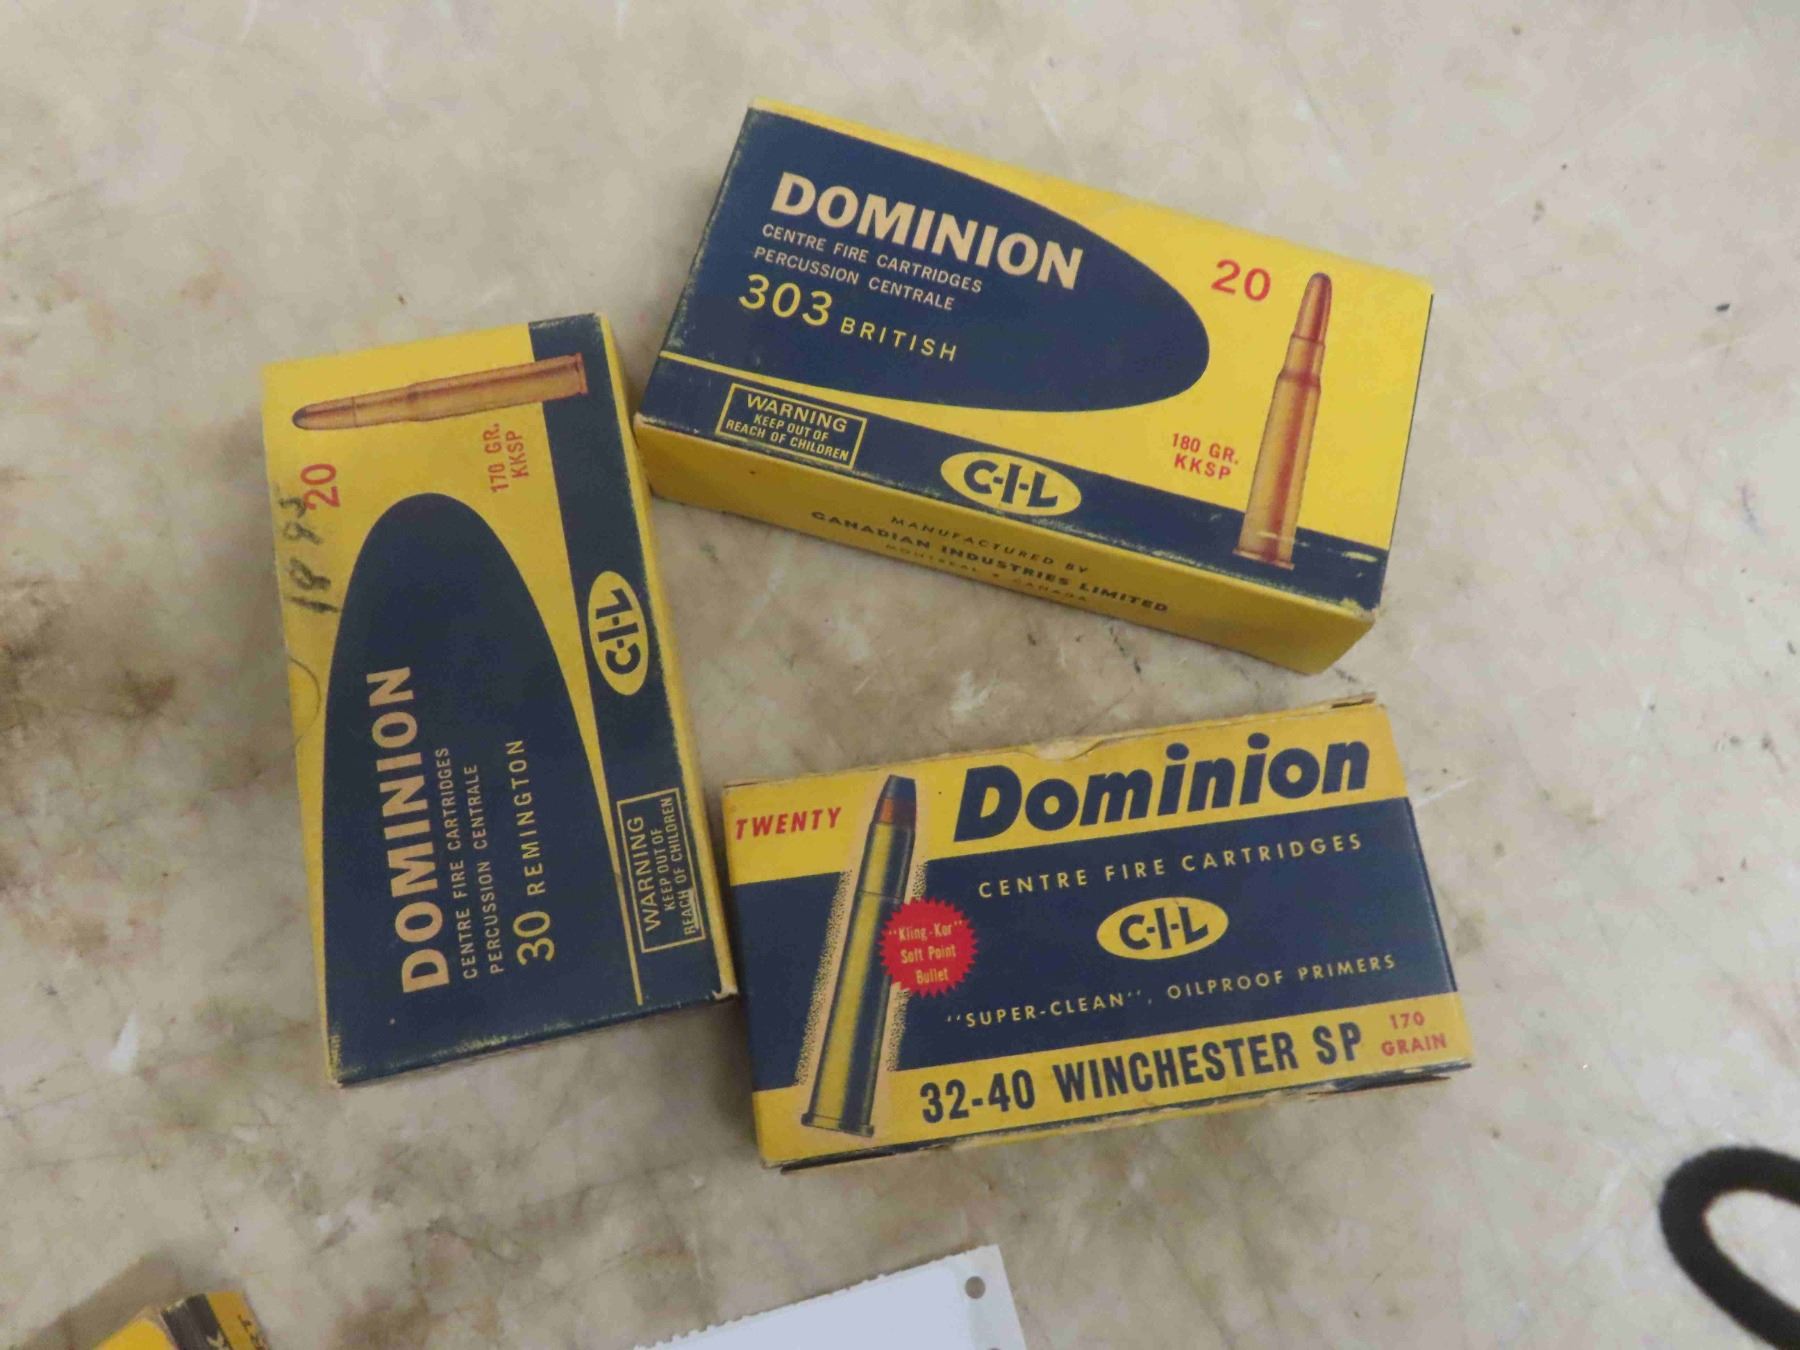 DOMINION
CENTRE FIRE CARTRIDGES
PERCUSSION CENTRALE
303 BRITISH
20
180 GR.
KKSP
WARNING
KEEP OUT OF
REACH OF CHILDREN
C-I-L
MANUFACTURED BY
CANADIAN INDUSTRIES LIMITED
MONTREAL CANADA
20
170 GR.
KKSP
DOMINION
CENTRE FIRE CARTRIDGES
PERCUSSION CENTRALE
30 REMINGTON
C-I-L
WARNING
KEEP OUT OF
REACH OF CHILDREN
TWENTY
Dominion
CENTRE FIRE CARTRIDGES
C-I-L
"Kling-Kor"
Soft Point
Bullet
"SUPER-CLEAN", OILPROOF PRIMERS
32-40 WINCHESTER SP
170
GRAIN